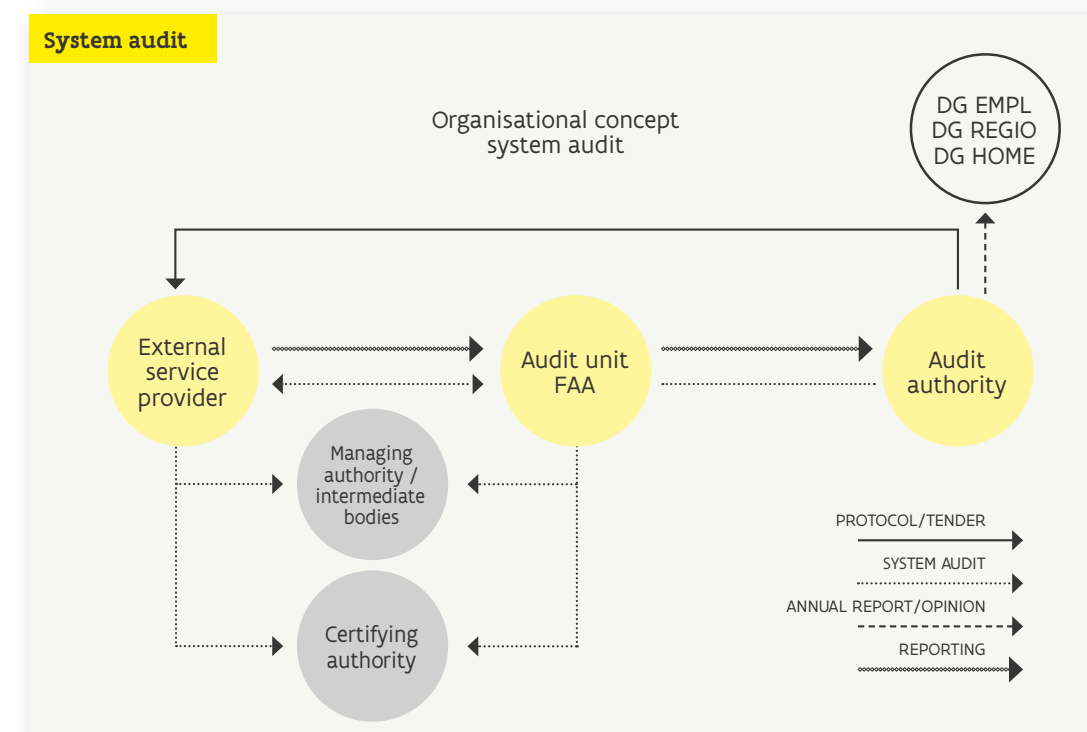 System audit
Organisational concept
system audit
DG EMPL
DG REGIO
DG HOME
External
service
provider
Audit unit
FAA
Audit
authority
Managing
authority /
intermediate
bodies
Certifying
authority
PROTOCOL/TENDER
SYSTEM AUDIT
ANNUAL REPORT/OPINION
REPORTING